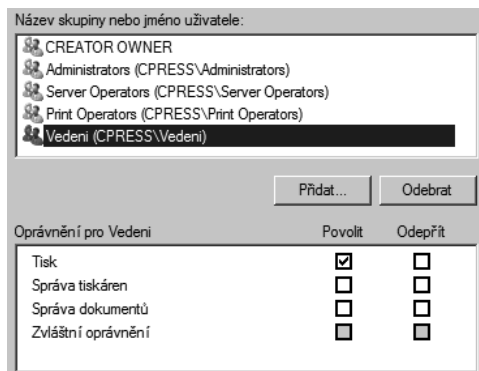 Název skupiny nebo jméno uživatele:
CREATOR OWNER
Administrators (CPRESS\Administrators)
Server Operators (CPRESS\Server Operators)
Print Operators (CPRESS\Print Operators)
Vedeni (CPRESS\Vedeni)
Přidat... Odebrat
Oprávnění pro Vedeni Povolit Odepřít
Tisk
Správa tiskáren
Správa dokumentů
Zvláštní oprávnění